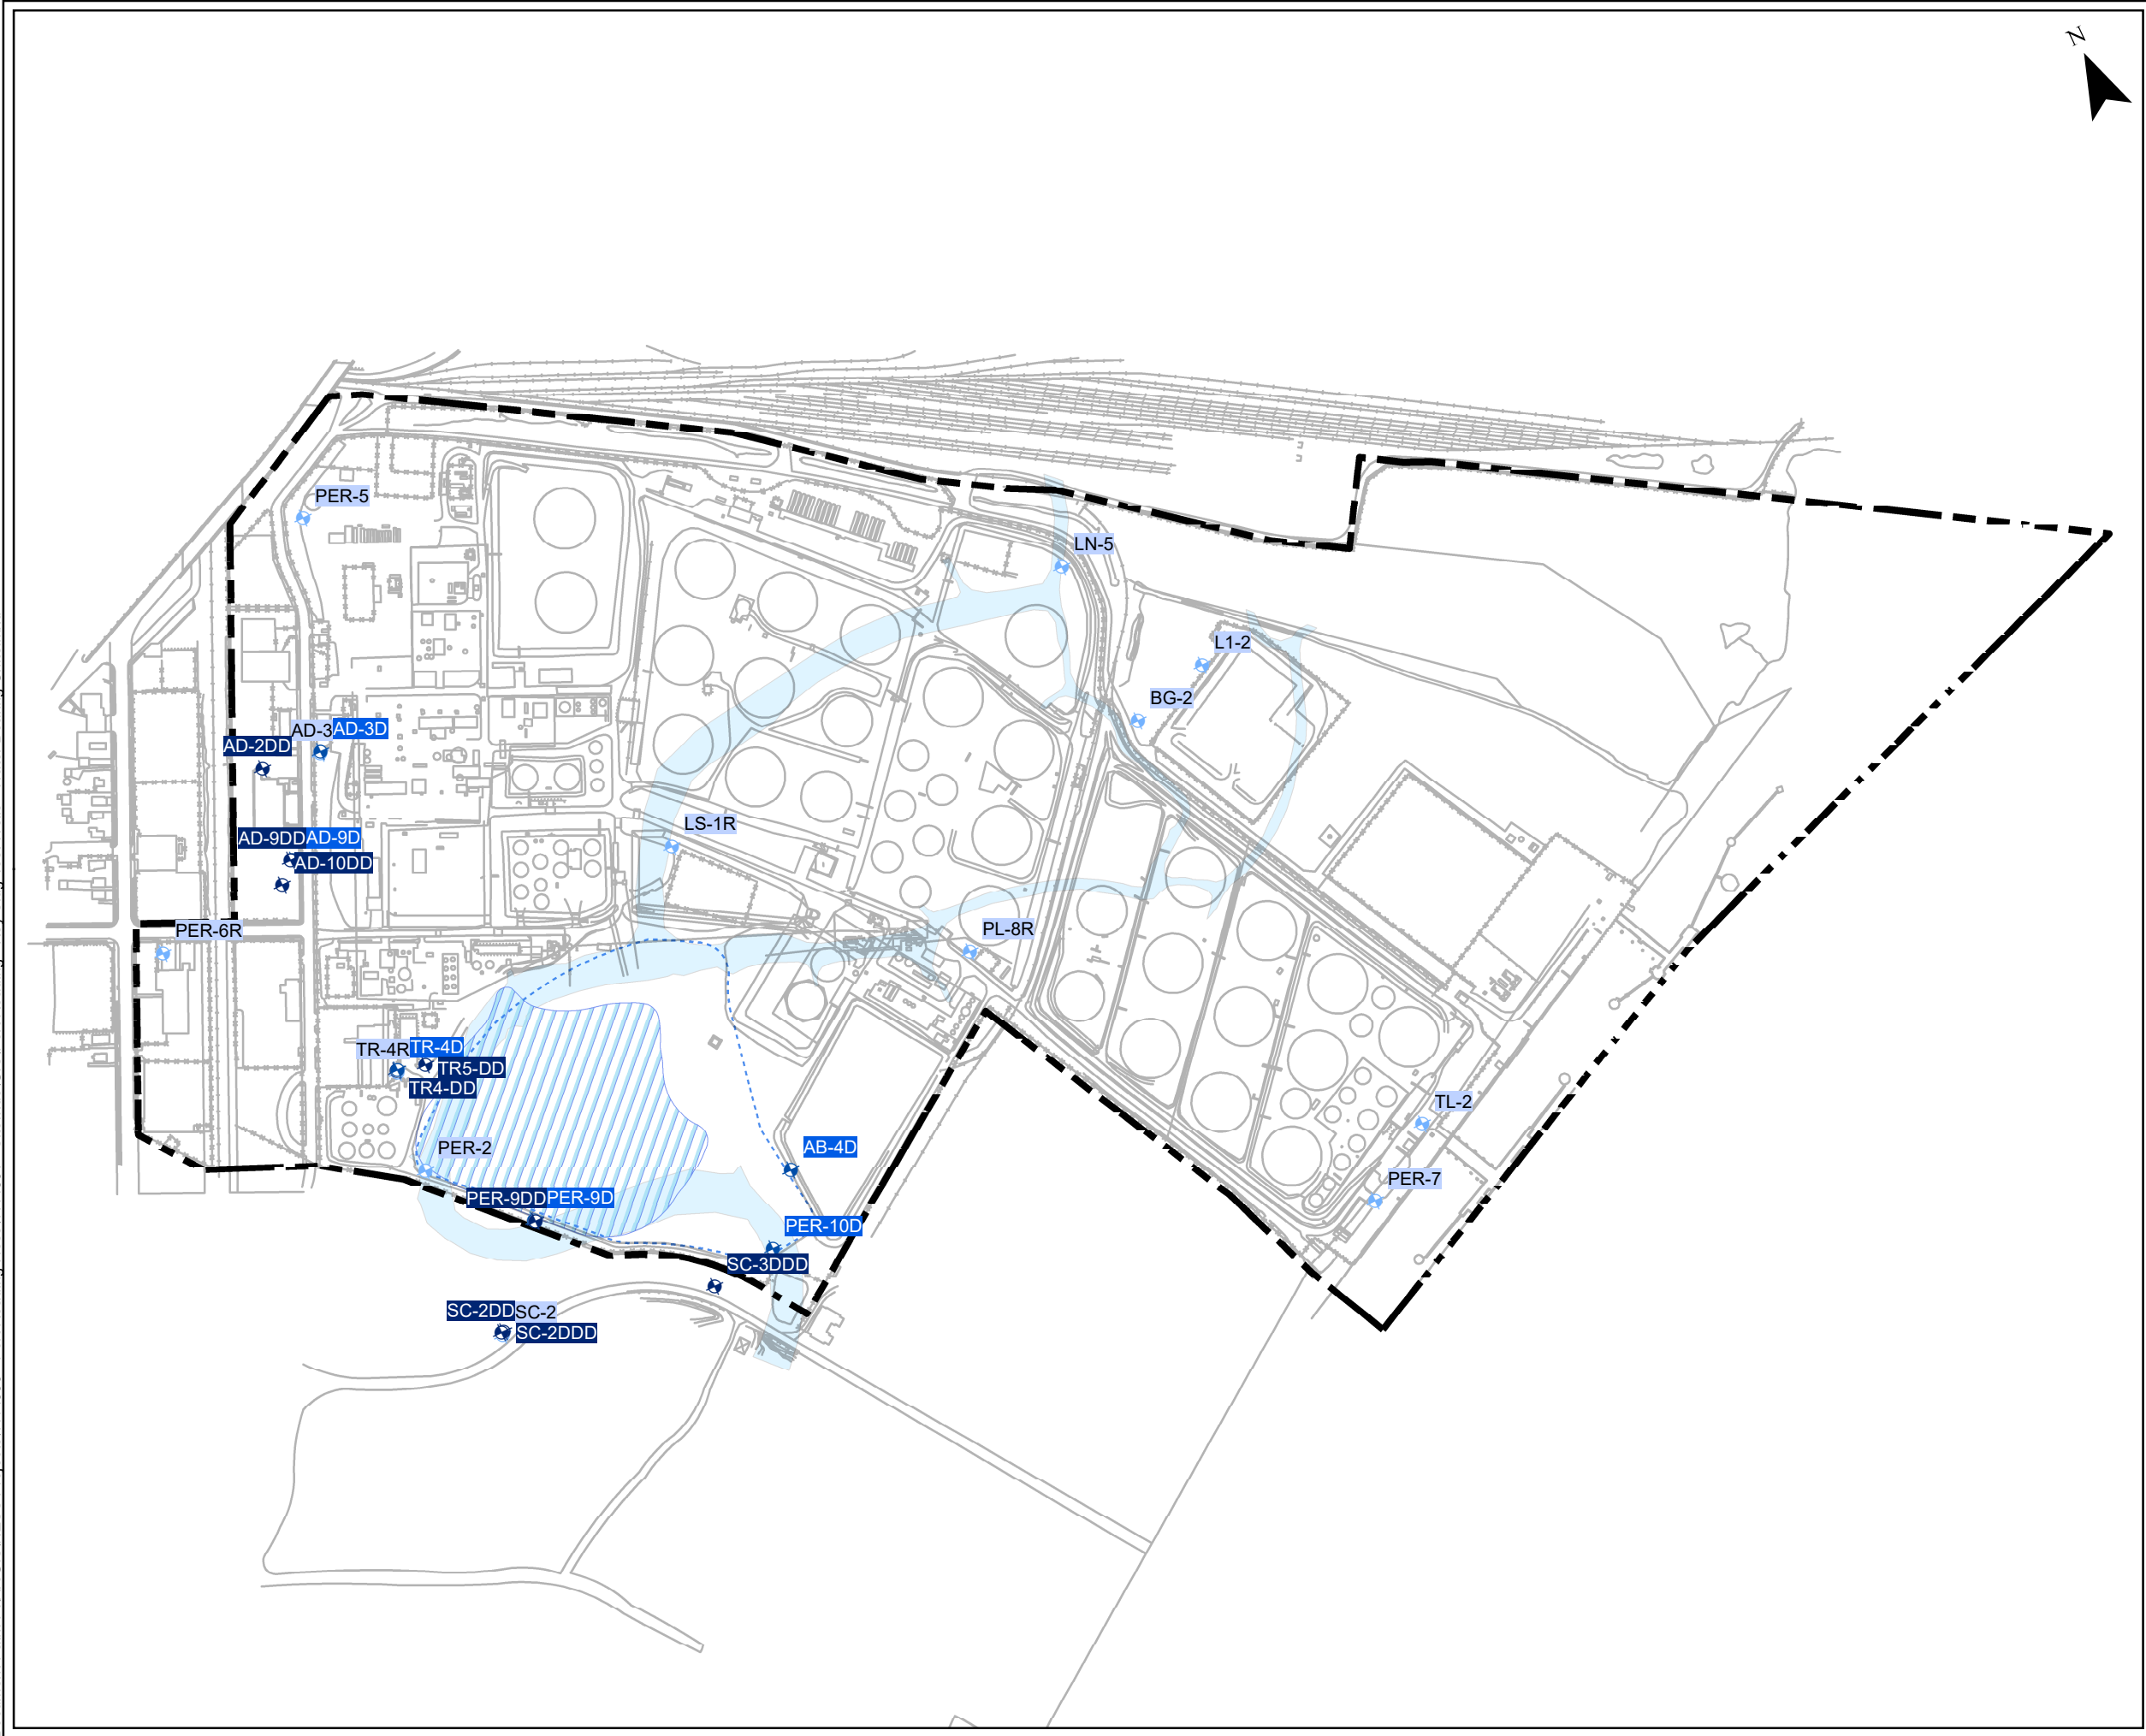 N
PER-5
LN-5
L1-2
BG-2
AD-3 AD-3D
AD-2DD
LS-1R
AD-9DD AD-9D
AD-10DD
PER-6R
PL-8R
TR-4R TR-4D
TR5-DD
TR4-DD
TL-2
PER-2
AB-4D
PER-7
PER-9DD PER-9D
PER-10D
SC-3DDD
SC-2DD SC-2
SC-2DDD